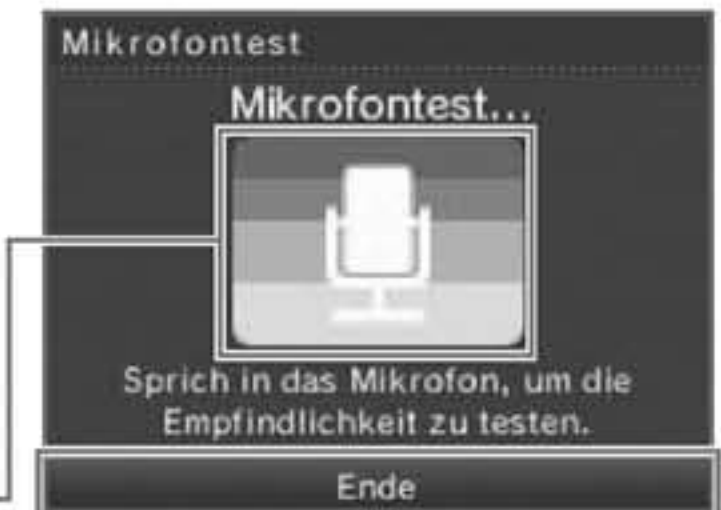 Mikrofontest
Mikrofontest...
Sprich in das Mikrofon, um die
Empfindlichkeit zu testen.
Ende